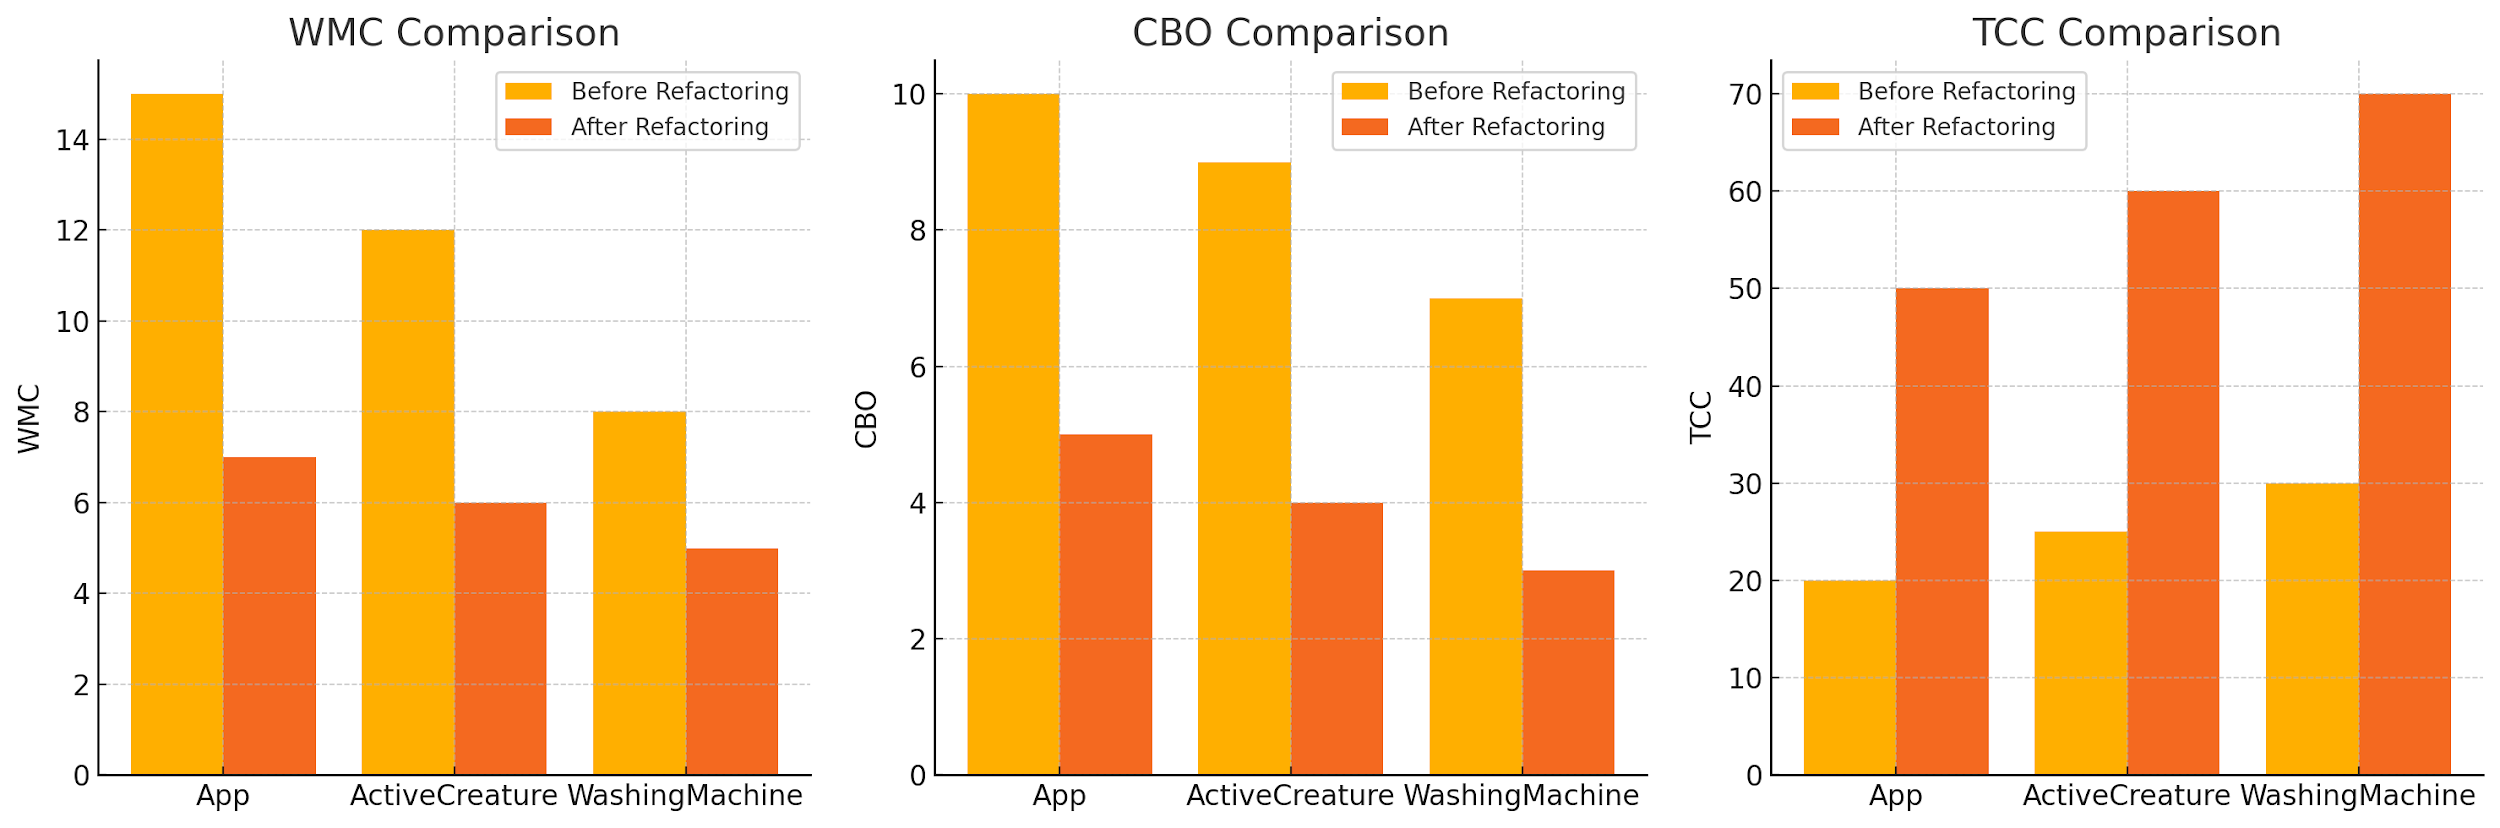 WMC Comparison
Before Refactoring
After Refactoring
14
12
10
8
6
4
2
0
WMC
App
ActiveCreature
WashingMachine
CBO Comparison
Before Refactoring
After Refactoring
10
8
6
4
2
0
CBO
App
ActiveCreature
WashingMachine
TCC Comparison
Before Refactoring
After Refactoring
70
60
50
40
30
20
10
0
TCC
App
ActiveCreature
WashingMachine